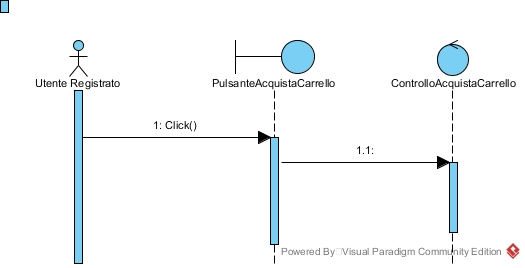 Utente Registrato
PulsanteAcquistaCarrello
ControlloAcquistaCarrello
1: Click()
1.1:
Powered By Visual Paradigm Community Edition